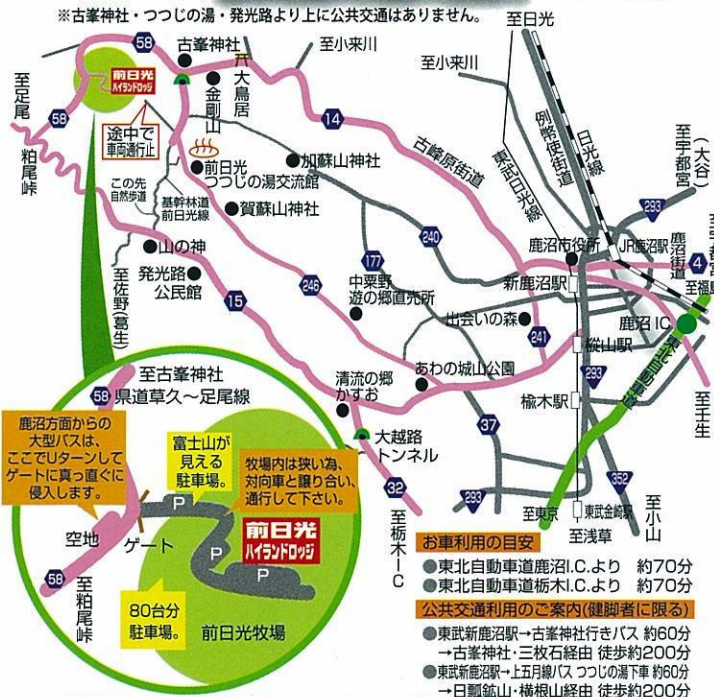 ※古峯神社・つつじの湯・発光路より上に公共交通はありません。
至日光
58
古峯神社
至小来川
至小来川
大鳥居
金剛山
前日光
ハイランドロッジ
至足尾
58
粕尾峠
途中で
車両通行止
14
古峰原街道
前日光
つつじの湯交流館
加蘇山神社
賀蘇山神社
この先
自然歩道
基幹林道
前日光線
山の神
発光路
公民館
至佐野(葛生)
15
246
177
240
中粟野
遊の郷直売所
出会いの森
241
東武日光線
例幣使街道
日光線
至宇都宮
(大谷)
293
鹿沼市役所
JR鹿沼駅
鹿沼街道
4
新鹿沼駅
鹿沼IC
東北自動車道
樅山駅
293
至壬生
あわの城山公園
清流の郷
かすお
楡木駅
37
大越路
トンネル
32
至栃木IC
293
352
至東京
東武金崎駅
至小山
至浅草
58
至古峯神社
県道草久〜足尾線
鹿沼方面からの
大型バスは、
ここでUターンして
ゲートに真っ直ぐに
侵入します。
富士山が
見える
駐車場。
牧場内は狭い為、
対向車と譲り合い、
通行して下さい。
P
P
P
前日光
ハイランドロッジ
空地
ゲート
58
至粕尾峠
80台分
駐車場。
前日光牧場
お車利用の目安
●東北自動車道鹿沼I.C.より 約70分
●東北自動車道栃木I.C.より 約70分
公共交通利用のご案内(健脚者に限る)
●東武新鹿沼駅→古峯神社行きバス 約60分
→古峯神社・三枚石経由 徒歩約200分
●東武新鹿沼駅→上五月線バス つつじの湯下車 約60分
→日瓢鉱山・横根山経由 徒歩約200分